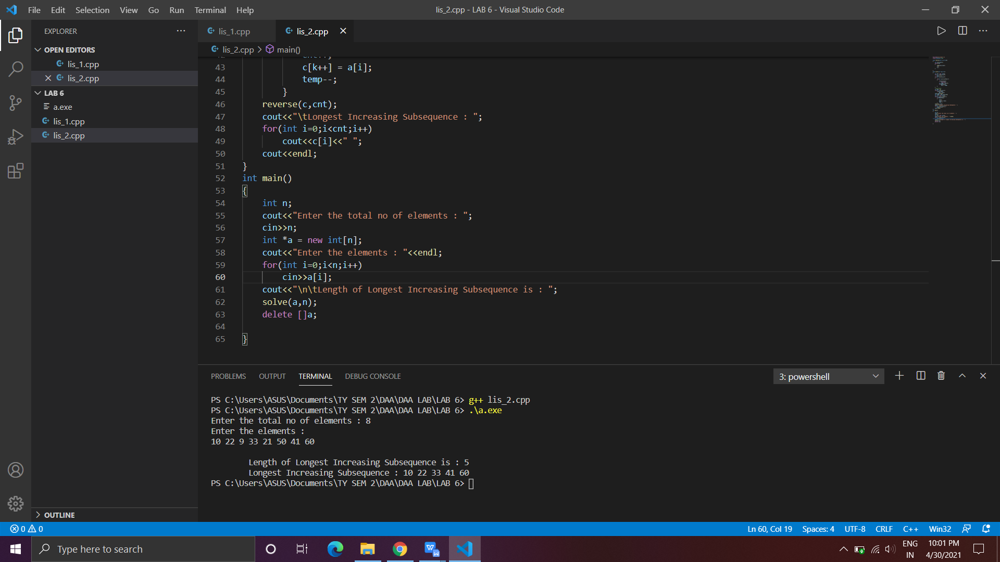 File Edit Selection View Go Run Terminal Help
lis_2.cpp - LAB 6 - Visual Studio Code
EXPLORER
OPEN EDITORS
lis_1.cpp
lis_2.cpp
LAB 6
a.exe
lis_1.cpp
lis_2.cpp
OUTLINE
lis_1.cpp lis_2.cpp
lis_2.cpp > main()
43 c[k++] = a[i];
44 temp--;
45 }
46 reverse(c,cnt);
47 cout<<"\tLongest Increasing Subsequence : ";
48 for(int i=0;i<cnt;i++)
49 cout<<c[i]<<" ";
50 cout<<endl;
51 }
52 int main()
53 {
54 int n;
55 cout<<"Enter the total no of elements : ";
56 cin>>n;
57 int *a = new int[n];
58 cout<<"Enter the elements : "<<endl;
59 for(int i=0;i<n;i++)
60 cin>>a[i];
61 cout<<"\n\tLength of Longest Increasing Subsequence is : ";
62 solve(a,n);
63 delete []a;
64
65 }
PROBLEMS OUTPUT TERMINAL DEBUG CONSOLE
3: powershell
PS C:\Users\ASUS\Documents\TY SEM 2\DAA\DAA LAB\LAB 6> g++ lis_2.cpp
PS C:\Users\ASUS\Documents\TY SEM 2\DAA\DAA LAB\LAB 6> .\a.exe
Enter the total no of elements : 8
Enter the elements :
10 22 9 33 21 50 41 60
Length of Longest Increasing Subsequence is : 5
Longest Increasing Subsequence : 10 22 33 41 60
PS C:\Users\ASUS\Documents\TY SEM 2\DAA\DAA LAB\LAB 6>
0 0
Ln 60, Col 19 Spaces: 4 UTF-8 CRLF C++ Win32
Type here to search
ENG
IN
10:01 PM
4/30/2021